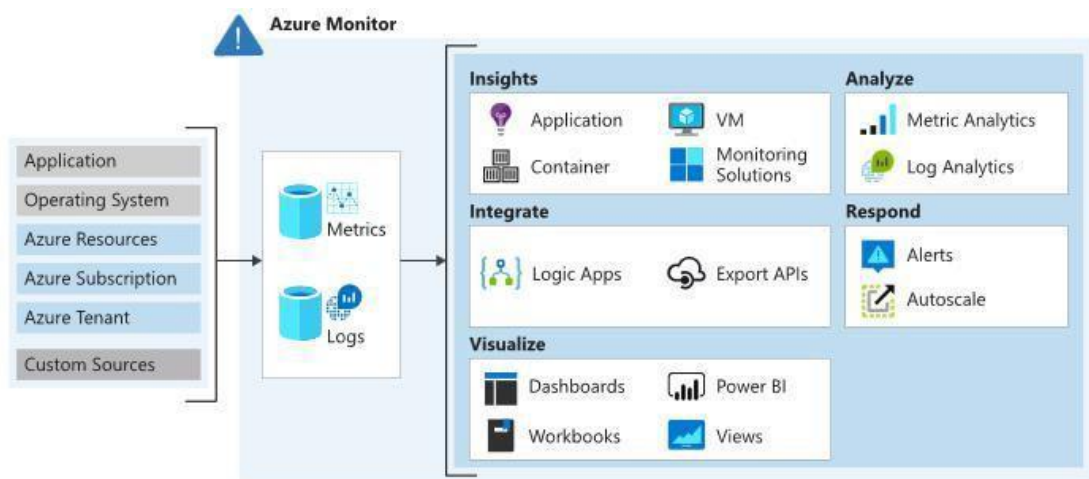 Azure Monitor
Application
Operating System
Azure Resources
Azure Subscription
Azure Tenant
Custom Sources
Metrics
Logs
Insights
Application
VM
Container
Monitoring
Solutions
Analyze
Metric Analytics
Log Analytics
Integrate
Logic Apps
Export APIs
Respond
Alerts
Autoscale
Visualize
Dashboards
Power BI
Workbooks
Views